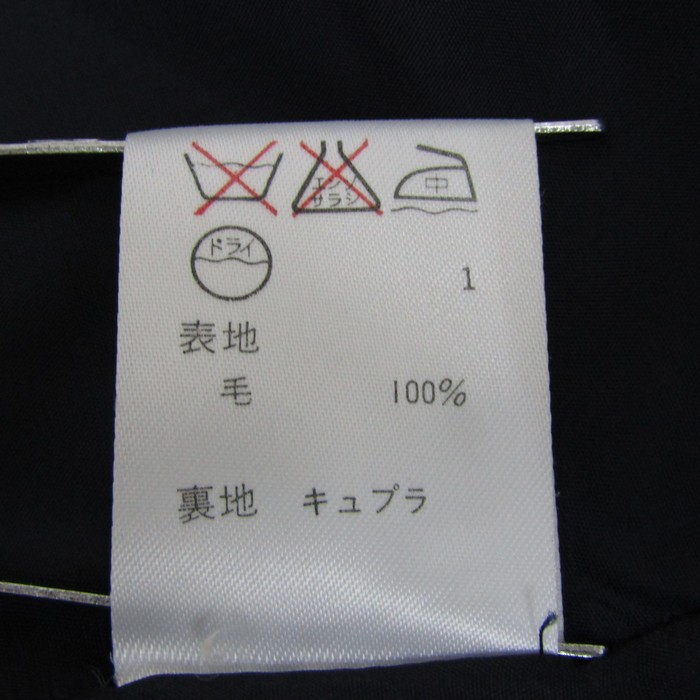 エンソ
サラシ
中
ドライ
1
表地
毛 100%
裏地 キュプラ